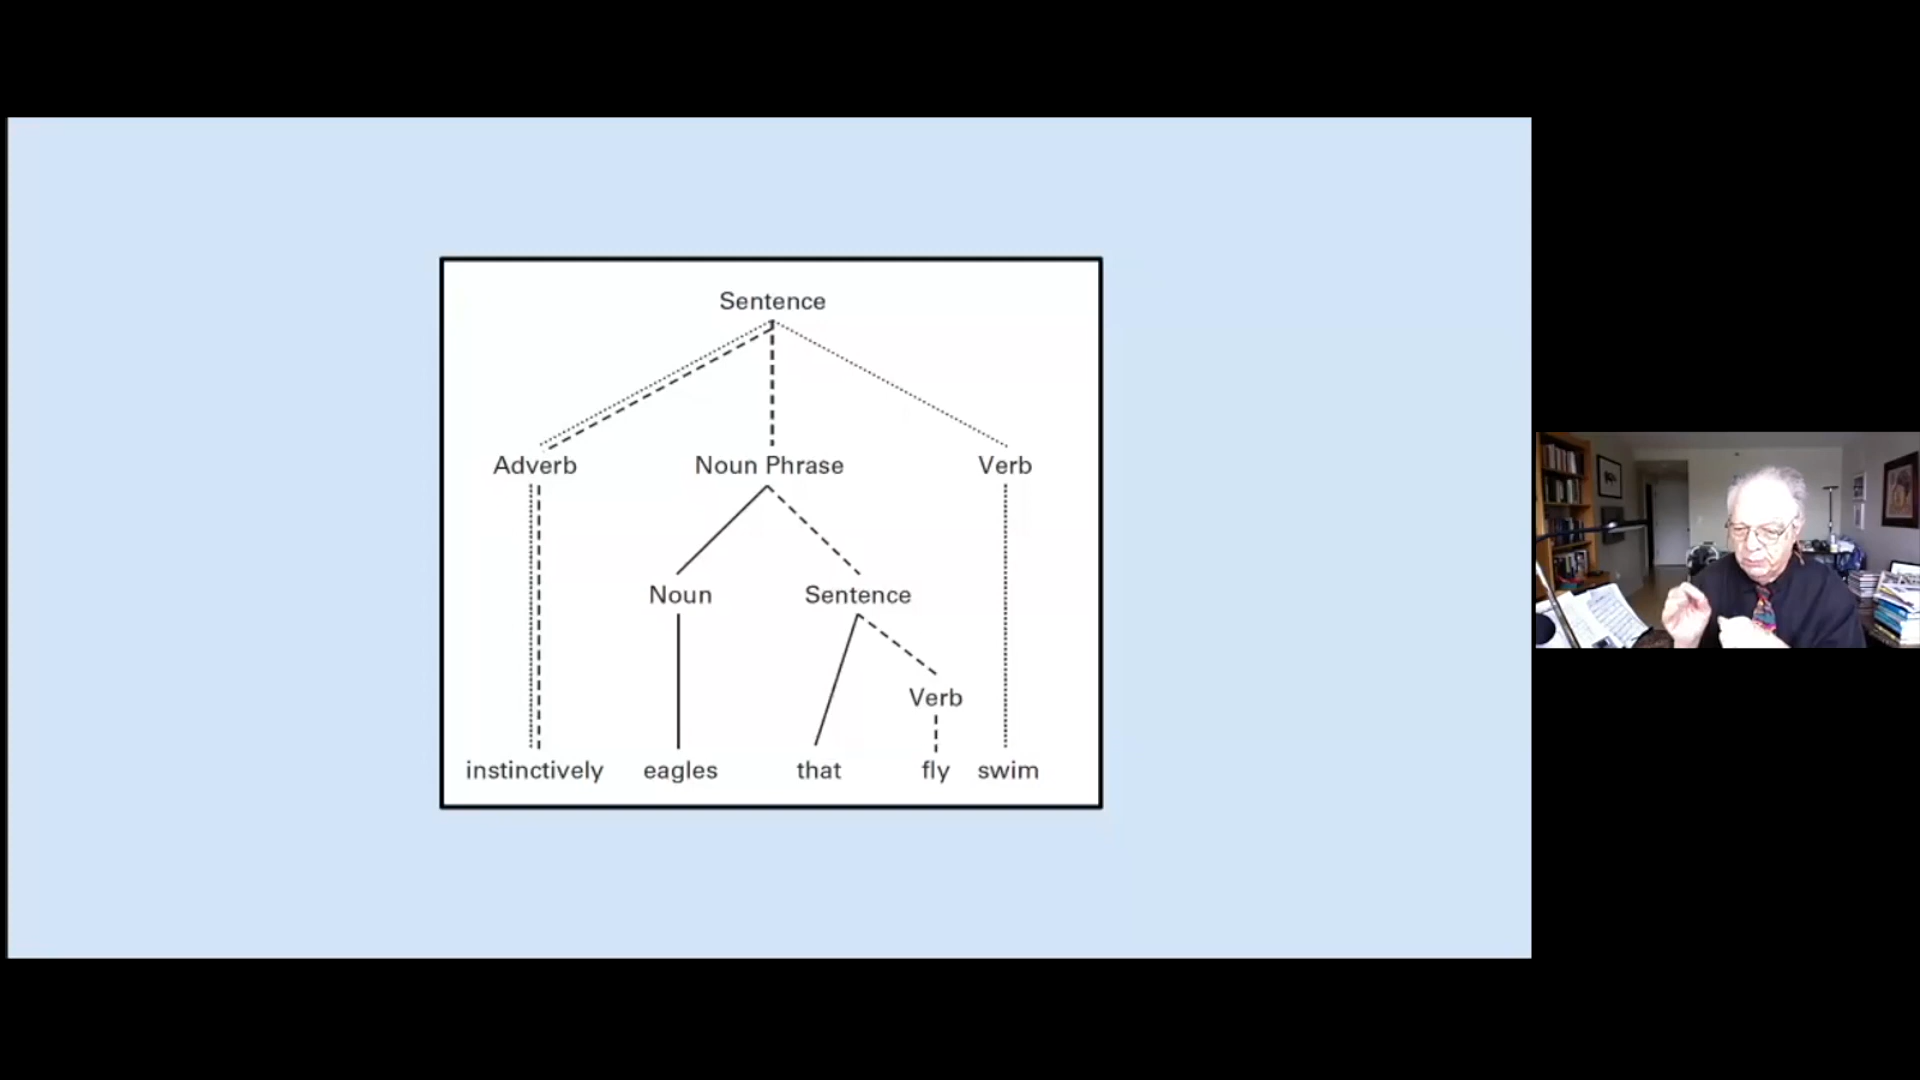 Sentence
Adverb Noun Phrase Verb
Noun Sentence
Verb
instinctively eagles that fly swim